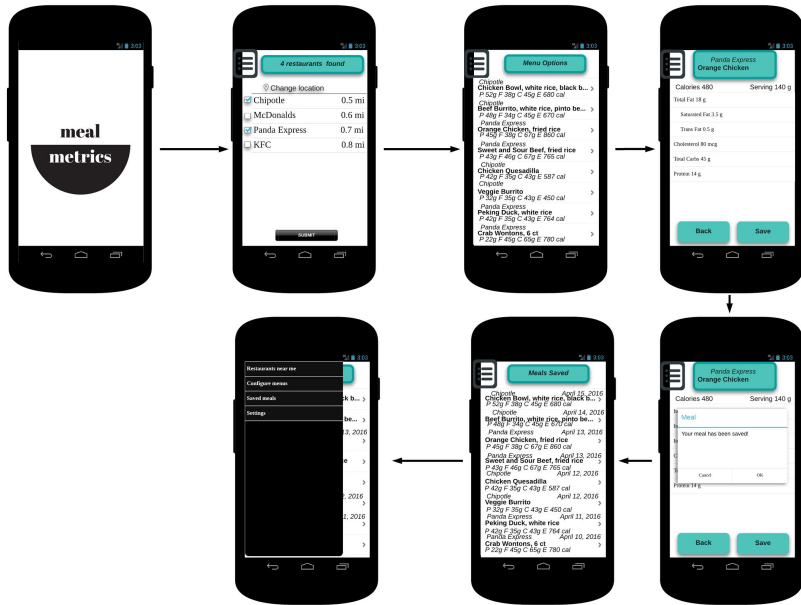 3:03
meal
metrics
3:03
4 restaurants found
Change location
Chipotle 0.5 mi
McDonalds 0.6 mi
Panda Express 0.7 mi
KFC 0.8 mi
SUBMIT
3:03
Menu Options
Chipotle
Chicken Bowl, white rice, black b...
P 52g F 38g C 45g E 680 cal
Chipotle
Beef Burrito, white rice, pinto be...
P 48g F 34g C 45g E 670 cal
Panda Express
Orange Chicken, fried rice
P 45g F 38g C 67g E 860 cal
Panda Express
Sweet and Sour Beef, fried rice
P 43g F 46g C 67g E 765 cal
Chipotle
Chicken Quesadilla
P 42g F 35g C 43g E 587 cal
Chipotle
Veggie Burrito
P 32g F 35g C 43g E 450 cal
Panda Express
Peking Duck, white rice
P 42g F 35g C 43g E 764 cal
Panda Express
Crab Wontons, 6 ct
P 22g F 45g C 65g E 780 cal
3:03
Panda Express
Orange Chicken
Calories 480 Serving 140 g
Total Fat 18 g
Saturated Fat 3.5 g
Trans Fat 0.5 g
Cholesterol 80 mcg
Total Carbs 45 g
Protein 14 g
Back Save
3:03
Restaurants near me
Configure menus
Saved meals
Settings
ck b...
be...
13, 2016
e
2, 2016
1, 2016
3:03
Meals Saved
Chipotle April 15, 2016
Chicken Bowl, white rice, black b...
P 52g F 38g C 45g E 680 cal
Chipotle April 14, 2016
Beef Burrito, white rice, pinto be...
P 48g F 34g C 45g E 670 cal
Panda Express April 13, 2016
Orange Chicken, fried rice
P 45g F 38g C 67g E 860 cal
Panda Express April 13, 2016
Sweet and Sour Beef, fried rice
P 43g F 46g C 67g E 765 cal
Chipotle April 12, 2016
Chicken Quesadilla
P 42g F 35g C 43g E 587 cal
Chipotle April 12, 2016
Veggie Burrito
P 32g F 35g C 43g E 450 cal
Panda Express April 11, 2016
Peking Duck, white rice
P 42g F 35g C 43g E 764 cal
Panda Express April 10, 2016
Crab Wontons, 6 ct
P 22g F 45g C 65g E 780 cal
3:03
Panda Express
Orange Chicken
Calories 480 Serving 140 g
Meal
Your meal has been saved!
Cancel OK
Protein 14 g
Back Save